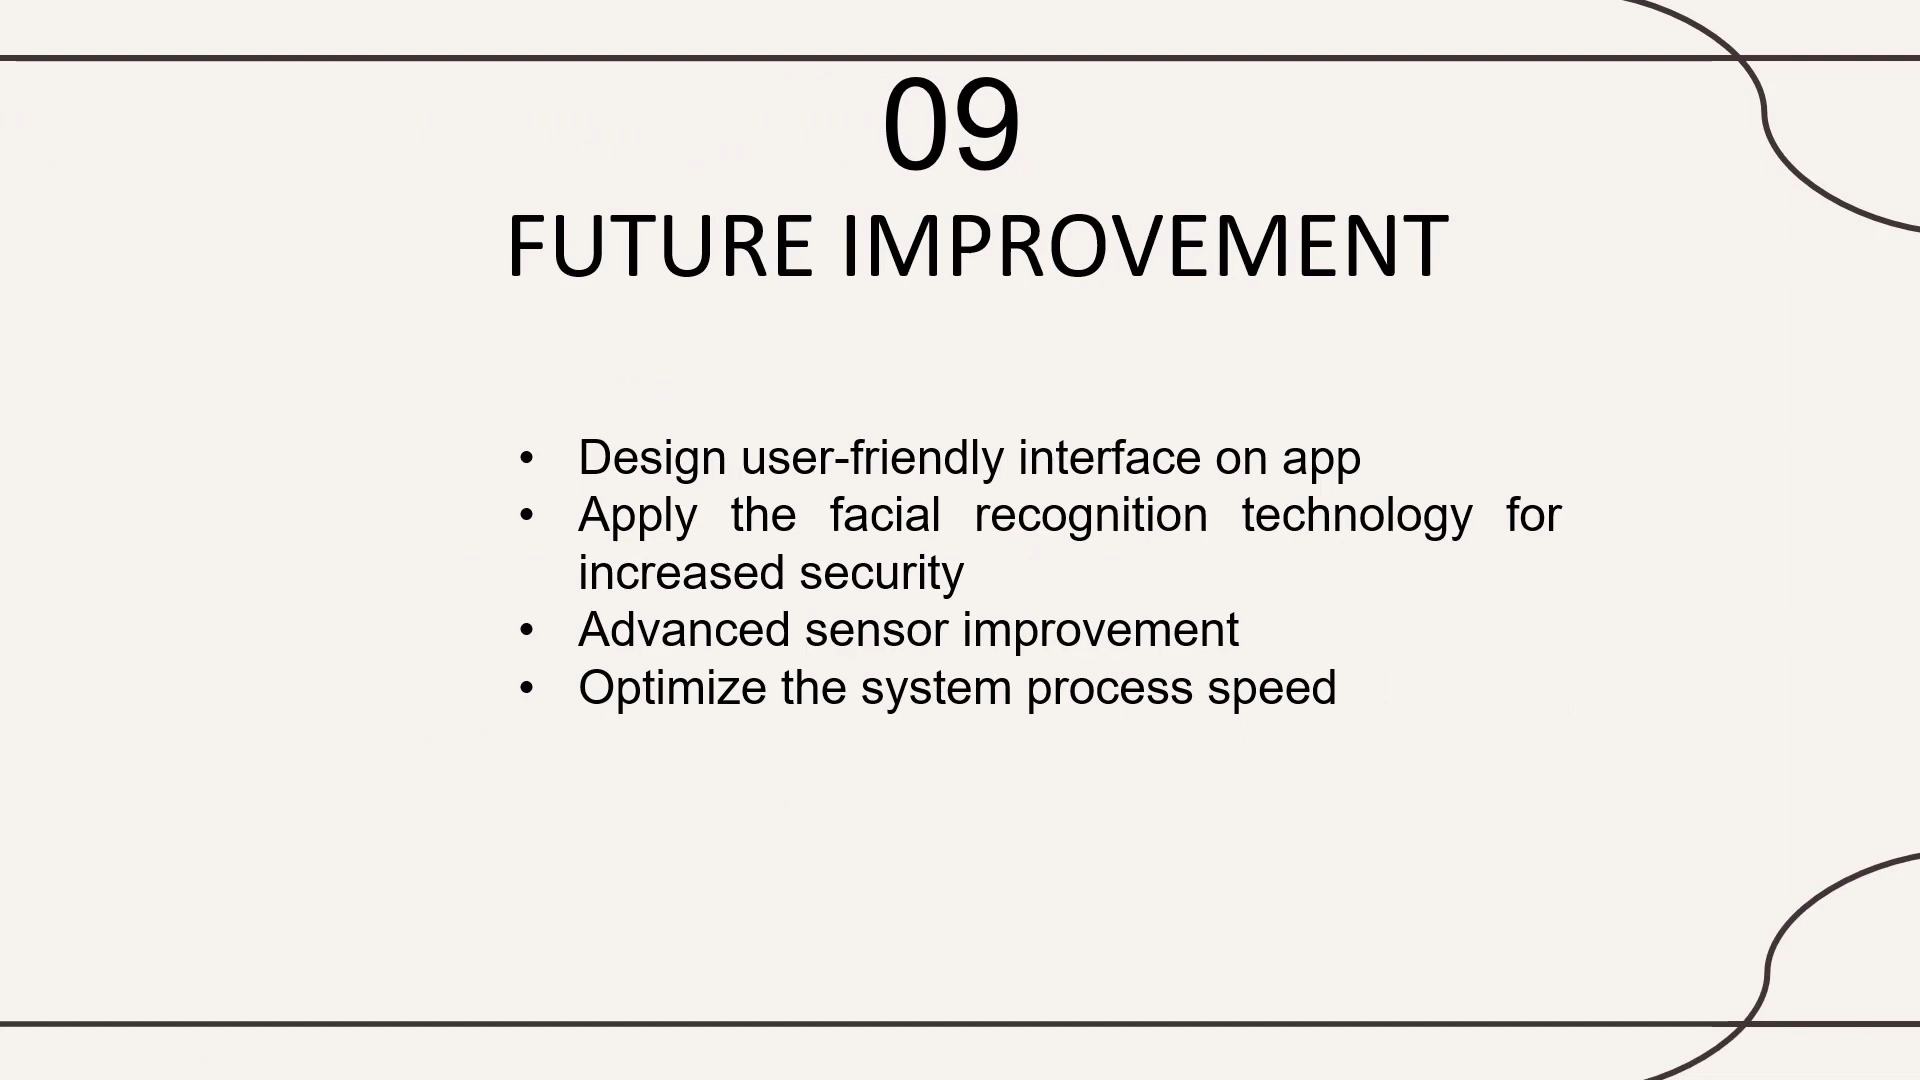 09
FUTURE IMPROVEMENT
• Design user-friendly interface on app
• Apply the facial recognition technology for
increased security
• Advanced sensor improvement
• Optimize the system process speed